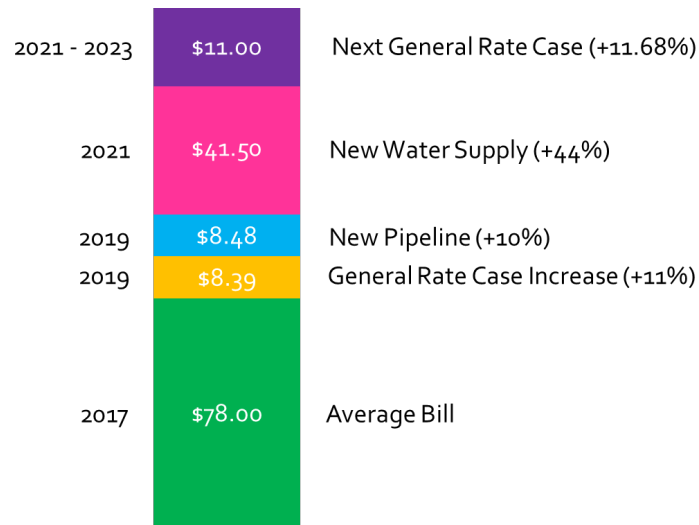 2021 - 2023 $11.00 Next General Rate Case (+11.68%)
2021 $41.50 New Water Supply (+44%)
2019 $8.48 New Pipeline (+10%)
2019 $8.39 General Rate Case Increase (+11%)
2017 $78.00 Average Bill